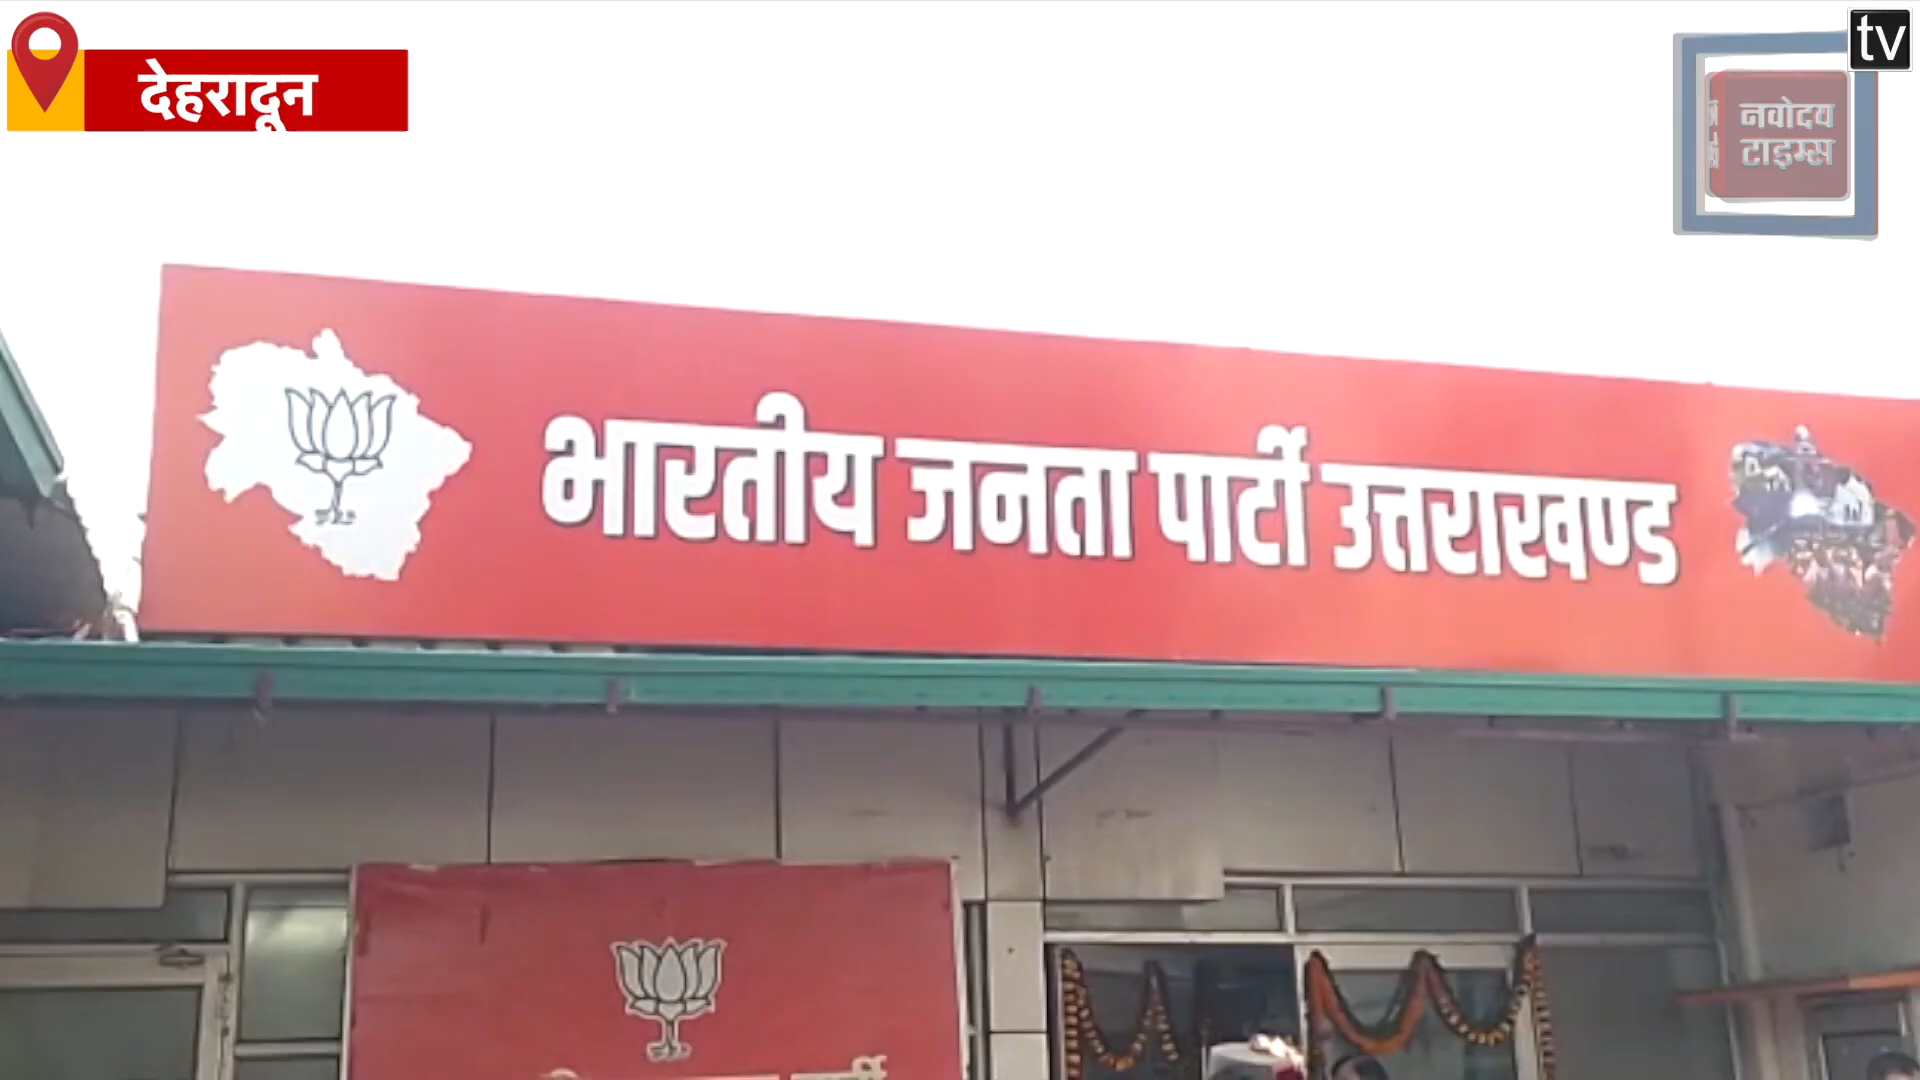 देहरादून
tv
नवोदय
टाइम्स
भारतीय जनता पार्टी उत्तराखण्ड